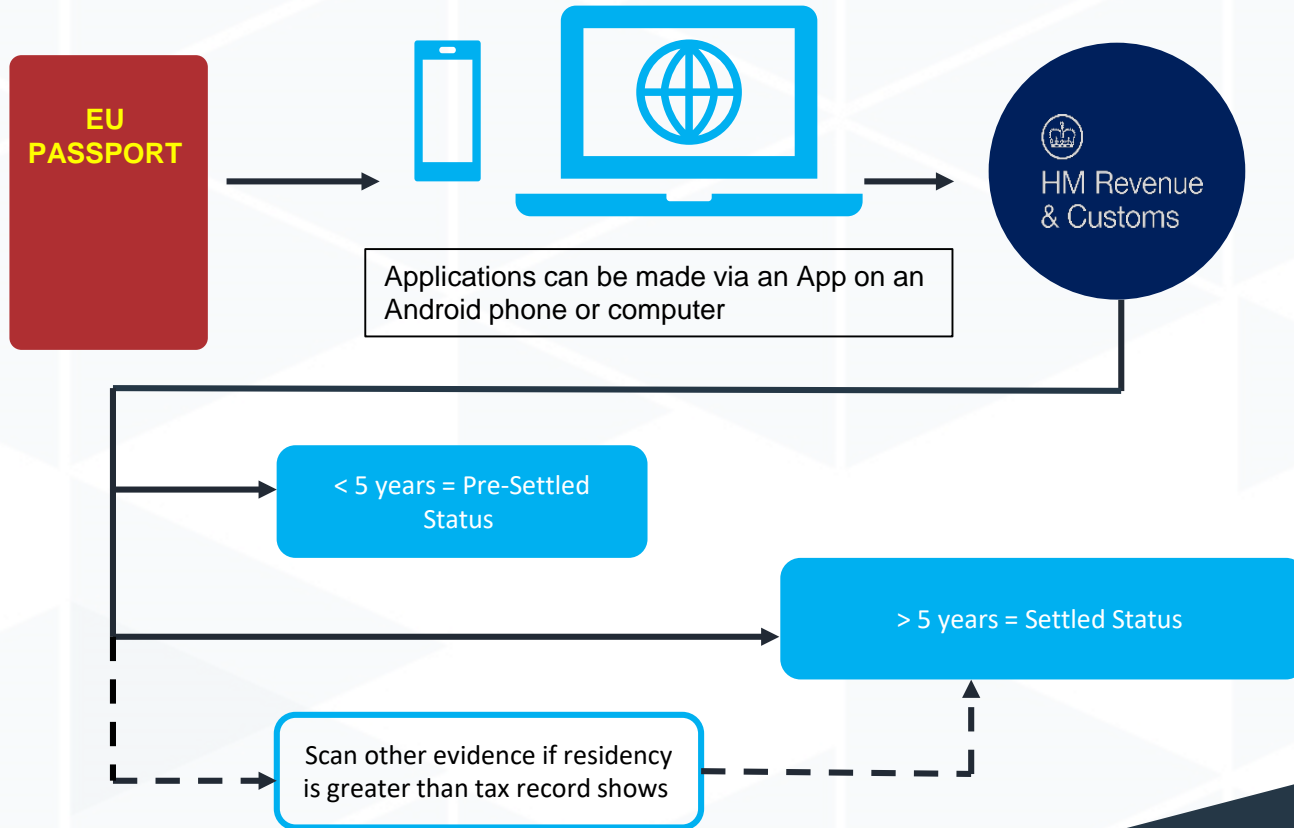 EU
PASSPORT
HM Revenue
& Customs
Applications can be made via an App on an
Android phone or computer
< 5 years = Pre-Settled
Status
> 5 years = Settled Status
Scan other evidence if residency
is greater than tax record shows